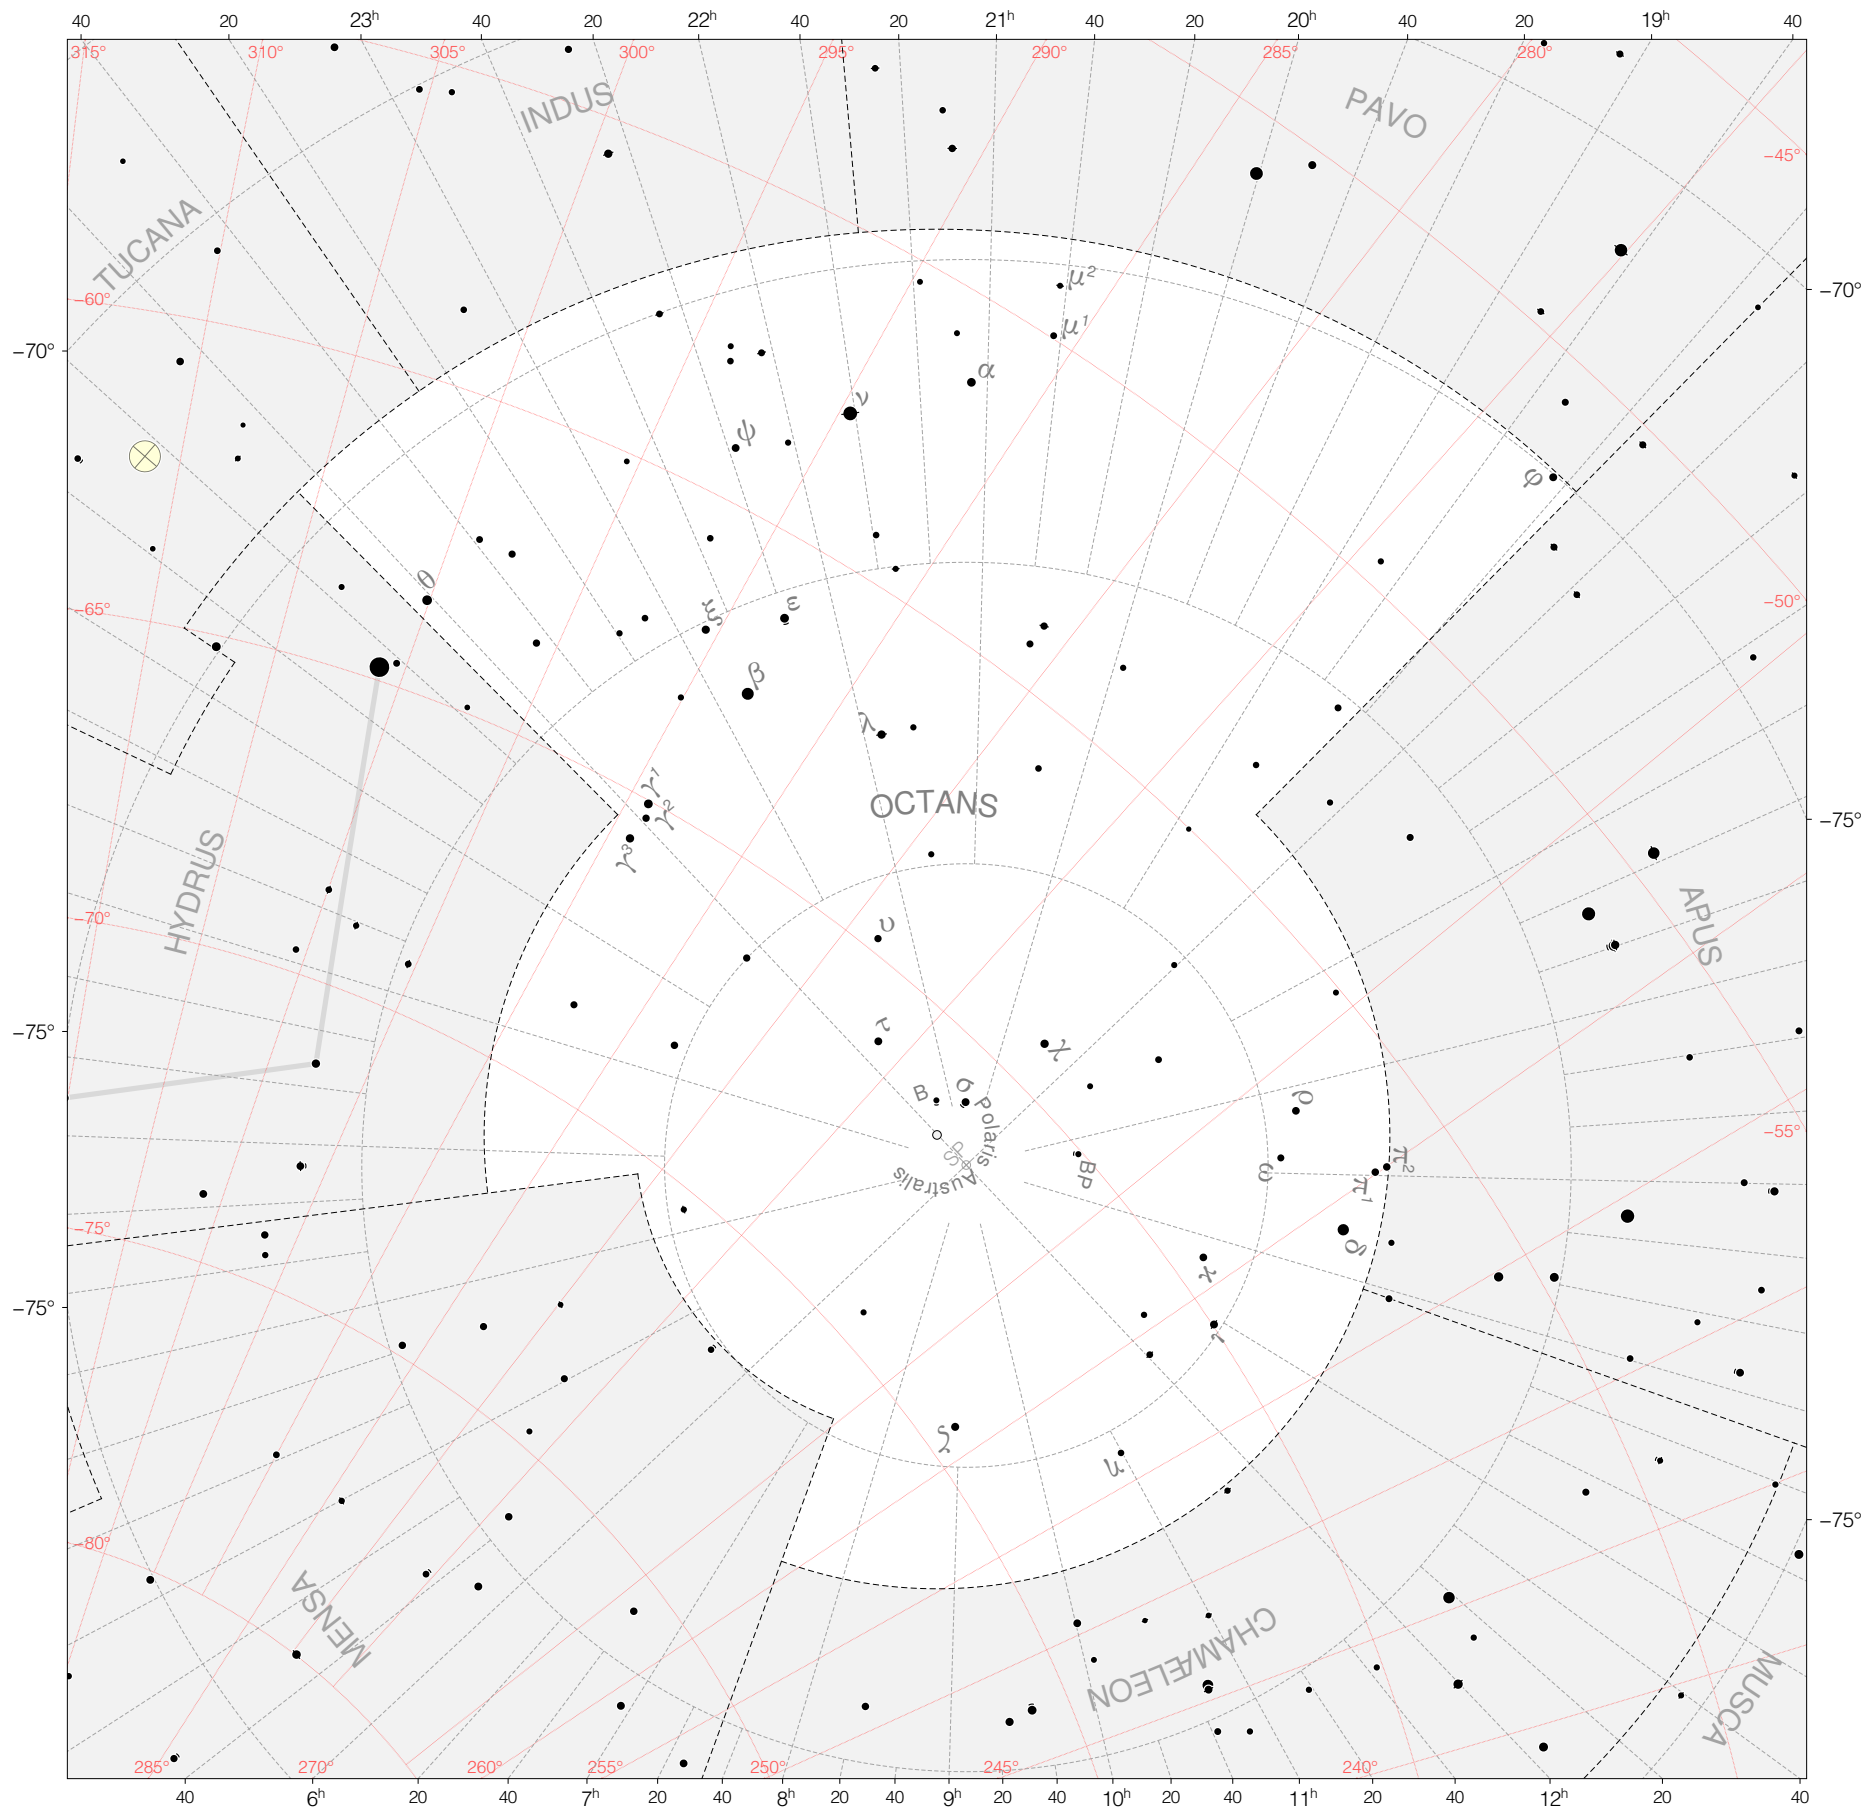 40 20 23h 40 20 22h 40 20 21h 40 20 20h 40 20 19h 40
315° 310° 305° 300° 295° 290° 285° 280°
INDUS
PAVO
-45°
TUCANA
μ²
-60°
-70°
μ¹
-70°
α
ν
ψ
φ
θ
ξ ε
-65° -50°
β
λ
γ¹
OCTANS
γ²
-75°
γ³
HYDRUS
APUS
-70°
υ
τ
-75°
χ
B σ Polaris Australis
ρ
-55°
SP
BP
ω
π²
π¹
-75°
δ
ϰ
-75°
ι
ζ
η
-75°
-80°
MENSA
CHAMÆLEON
MUSCA
285° 270° 260° 255° 250° 245° 240°
40 6h 20 40 7h 20 40 8h 20 40 9h 20 40 10h 20 40 11h 20 40 12h 20 40